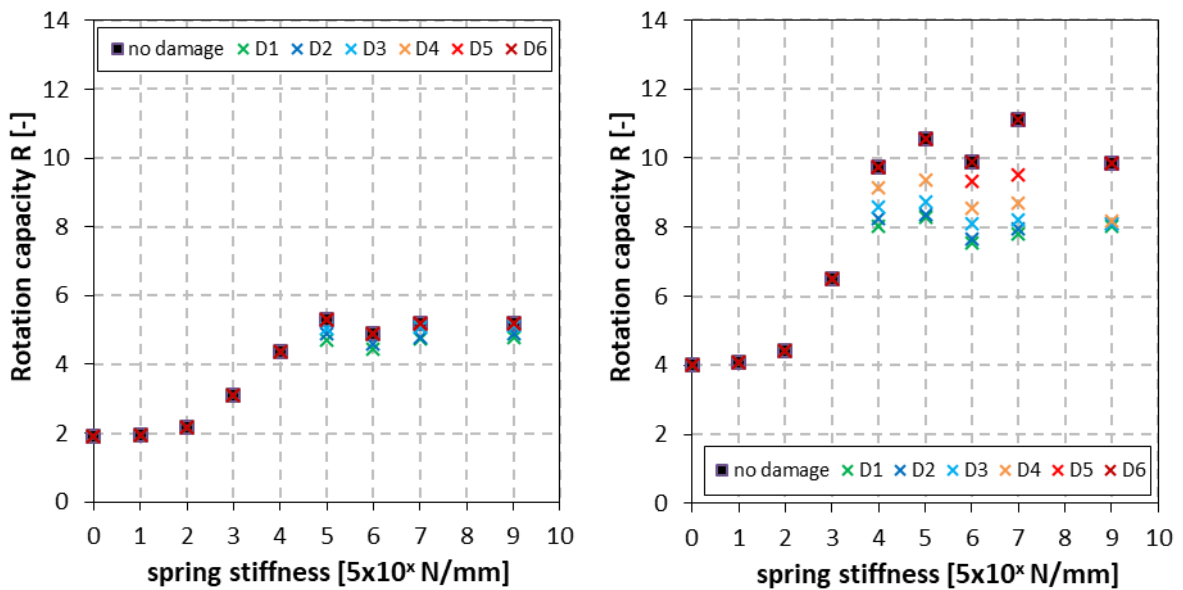 14
12
10
8
6
4
2
0
Rotation capacity R [-]
no damage D1 D2 D3 D4 D5 D6
0 1 2 3 4 5 6 7 8 9 10
spring stiffness [5x10ˣ N/mm]
14
12
10
8
6
4
2
0
Rotation capacity R [-]
no damage D1 D2 D3 D4 D5 D6
0 1 2 3 4 5 6 7 8 9 10
spring stiffness [5x10ˣ N/mm]